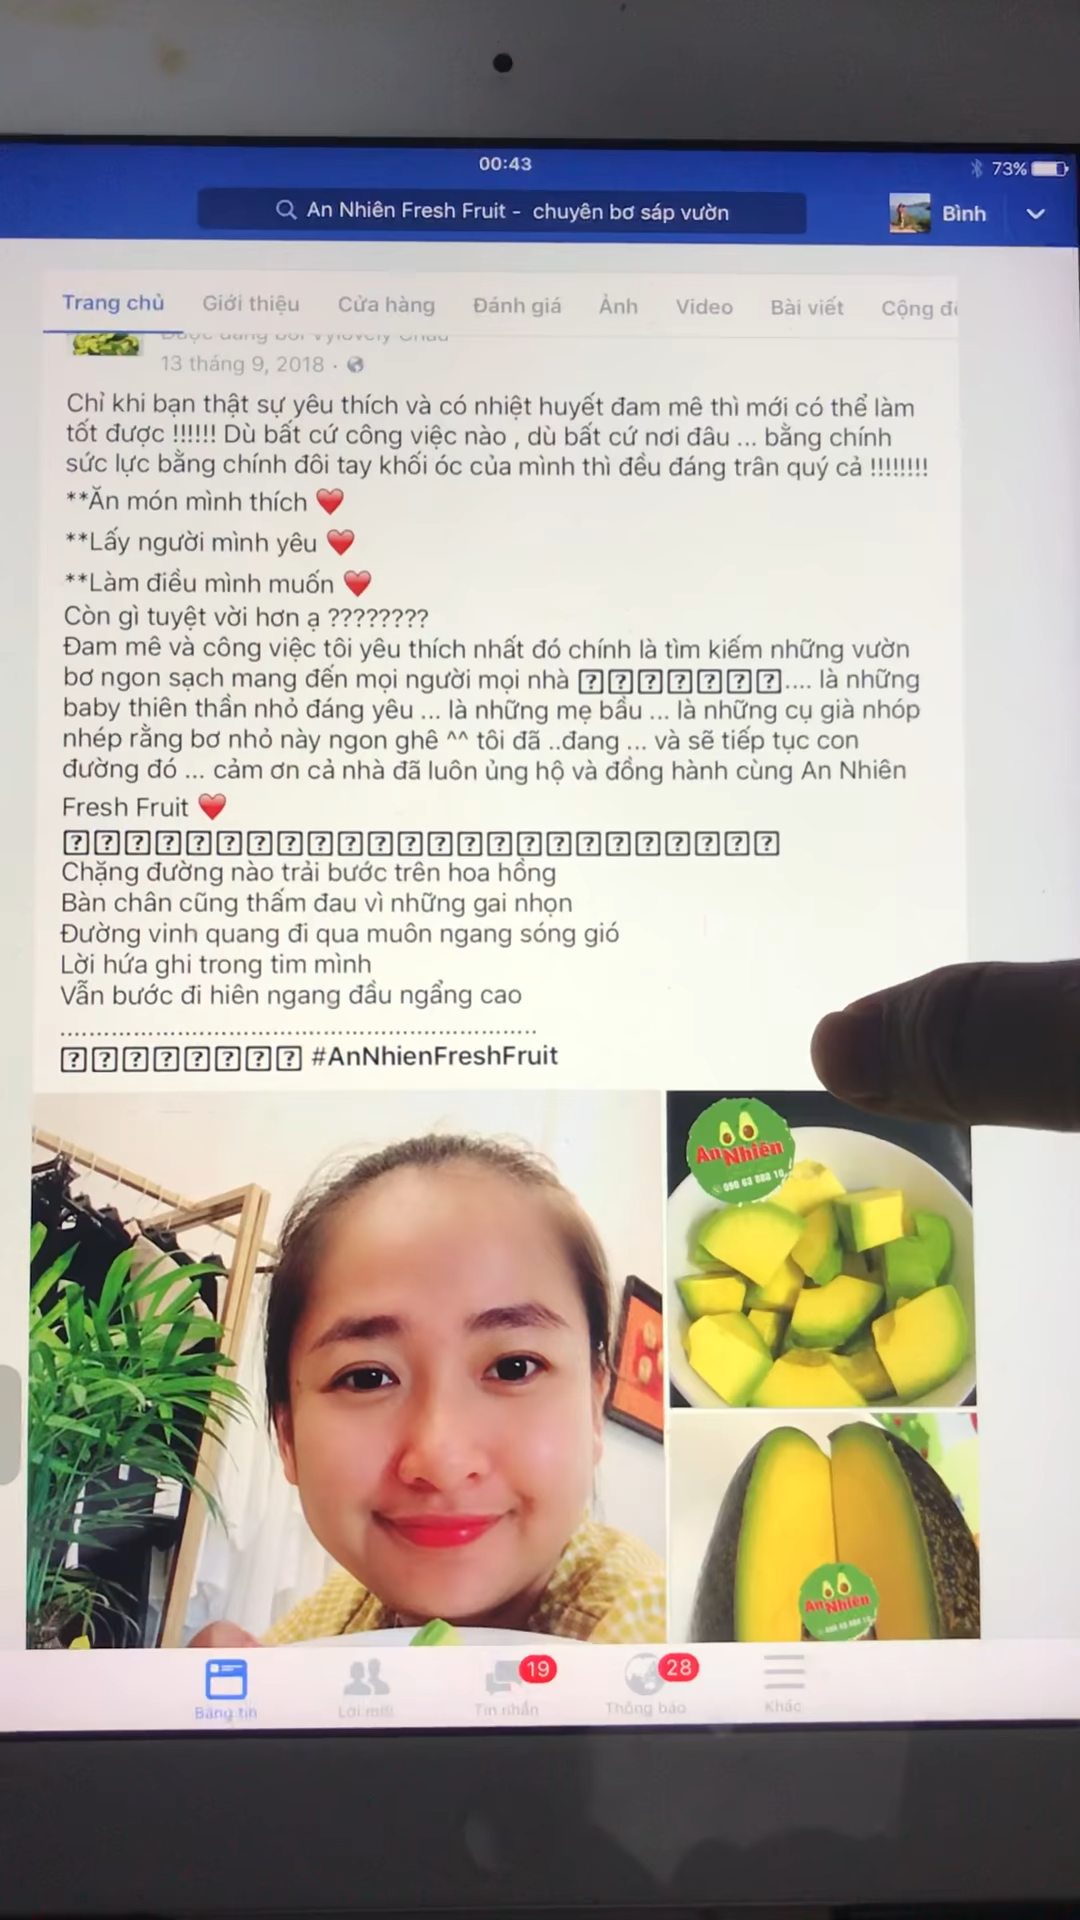 00:43
73%
An Nhiên Fresh Fruit - chuyên bơ sáp vườn
Bình
Trang chủ Giới thiệu Cửa hàng Đánh giá Ảnh Video Bài viết Cộng
13 tháng 9, 2018 ·
Chỉ khi bạn thật sự yêu thích và có nhiệt huyết đam mê thì mới có thể làm
tốt được !!!!!! Dù bất cứ công việc nào , dù bất cứ nơi đâu ... bằng chính
sức lực bằng chính đôi tay khối óc của mình thì đều đáng trân quý cả !!!!!!!!
**Ăn món mình thích ❤️
**Lấy người mình yêu ❤️
**Làm điều mình muốn ❤️
Còn gì tuyệt vời hơn ạ ????????
Đam mê và công việc tôi yêu thích nhất đó chính là tìm kiếm những vườn
bơ ngon sạch mang đến mọi người mọi nhà .... là những
baby thiên thần nhỏ đáng yêu ... là những mẹ bầu ... là những cụ già nhóp
nhép rằng bơ nhỏ này ngon ghê ^^ tôi đã ..đang ... và sẽ tiếp tục con
đường đó ... cảm ơn cả nhà đã luôn ủng hộ và đồng hành cùng An Nhiên
Fresh Fruit ❤️
Chặng đường nào trải bước trên hoa hồng
Bàn chân cũng thấm đau vì những gai nhọn
Đường vinh quang đi qua muôn ngang sóng gió
Lời hứa ghi trong tim mình
Vẫn bước đi hiên ngang đầu ngẩng cao
............................................................
#AnNhienFreshFruit
An Nhiên
An Nhiên
19
28
Bảng tin Lời mời Tin nhắn Thông báo Khác